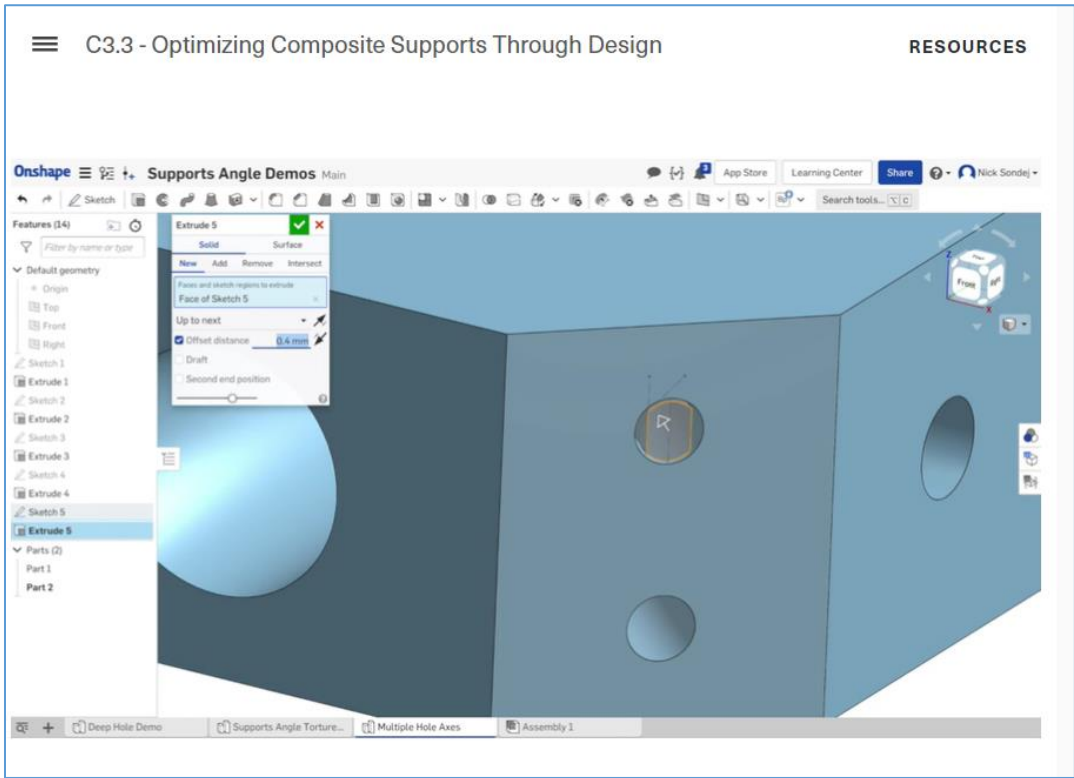 C3.3 - Optimizing Composite Supports Through Design RESOURCES
Onshape Supports Angle Demos Main 3 App Store Learning Center Share Nick Sondej
Sketch Search tools... ⌥ C
Features (14)
Filter by name or type
Default geometry
Origin
Top
Front
Right
Sketch 1
Extrude 1
Sketch 2
Extrude 2
Sketch 3
Extrude 3
Sketch 4
Extrude 4
Sketch 5
Extrude 5
Parts (2)
Part 1
Part 2
Extrude 5
Solid Surface
New Add Remove Intersect
Faces and sketch regions to extrude
Face of Sketch 5
Up to next
Offset distance 0.4 mm
Draft
Second end position
Z
Front
X
Deep Hole Demo Supports Angle Torture... Multiple Hole Axes Assembly 1